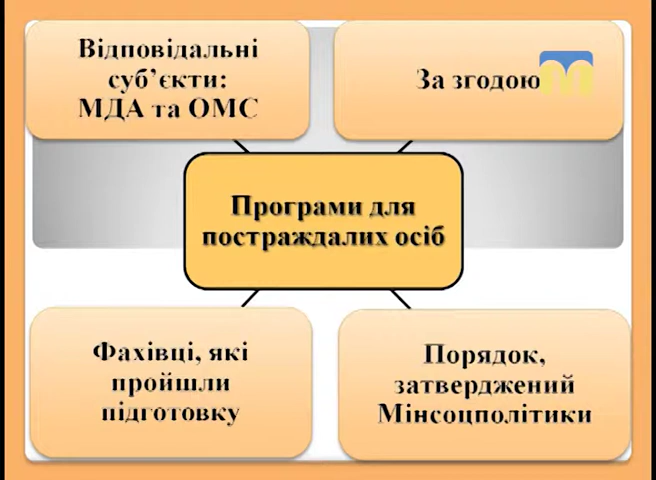 Відповідальні
суб’єкти:
МДА та ОМС
За згодою
Програми для
постраждалих осіб
Фахівці, які
пройшли
підготовку
Порядок,
затверджений
Мінсоцполітики